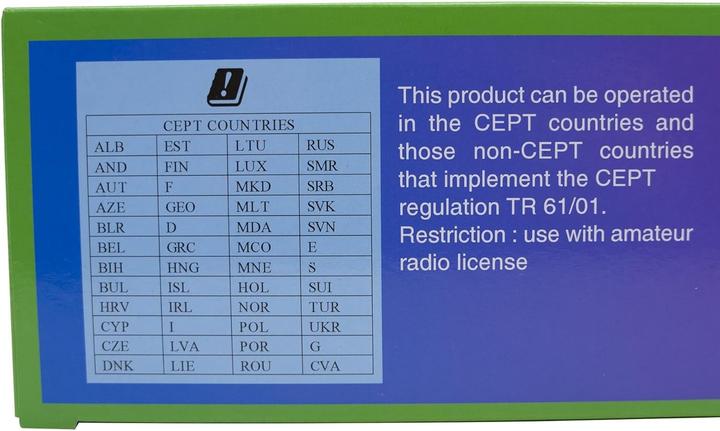 !
CEPT COUNTRIES
ALB EST LTU RUS
AND FIN LUX SMR
AUT F MKD SRB
AZE GEO MLT SVK
BLR D MDA SVN
BEL GRC MCO E
BIH HNG MNE S
BUL ISL HOL SUI
HRV IRL NOR TUR
CYP I POL UKR
CZE LVA POR G
DNK LIE ROU CVA
This product can be operated
in the CEPT countries and
those non-CEPT countries
that implement the CEPT
regulation TR 61/01.
Restriction : use with amateur
radio license